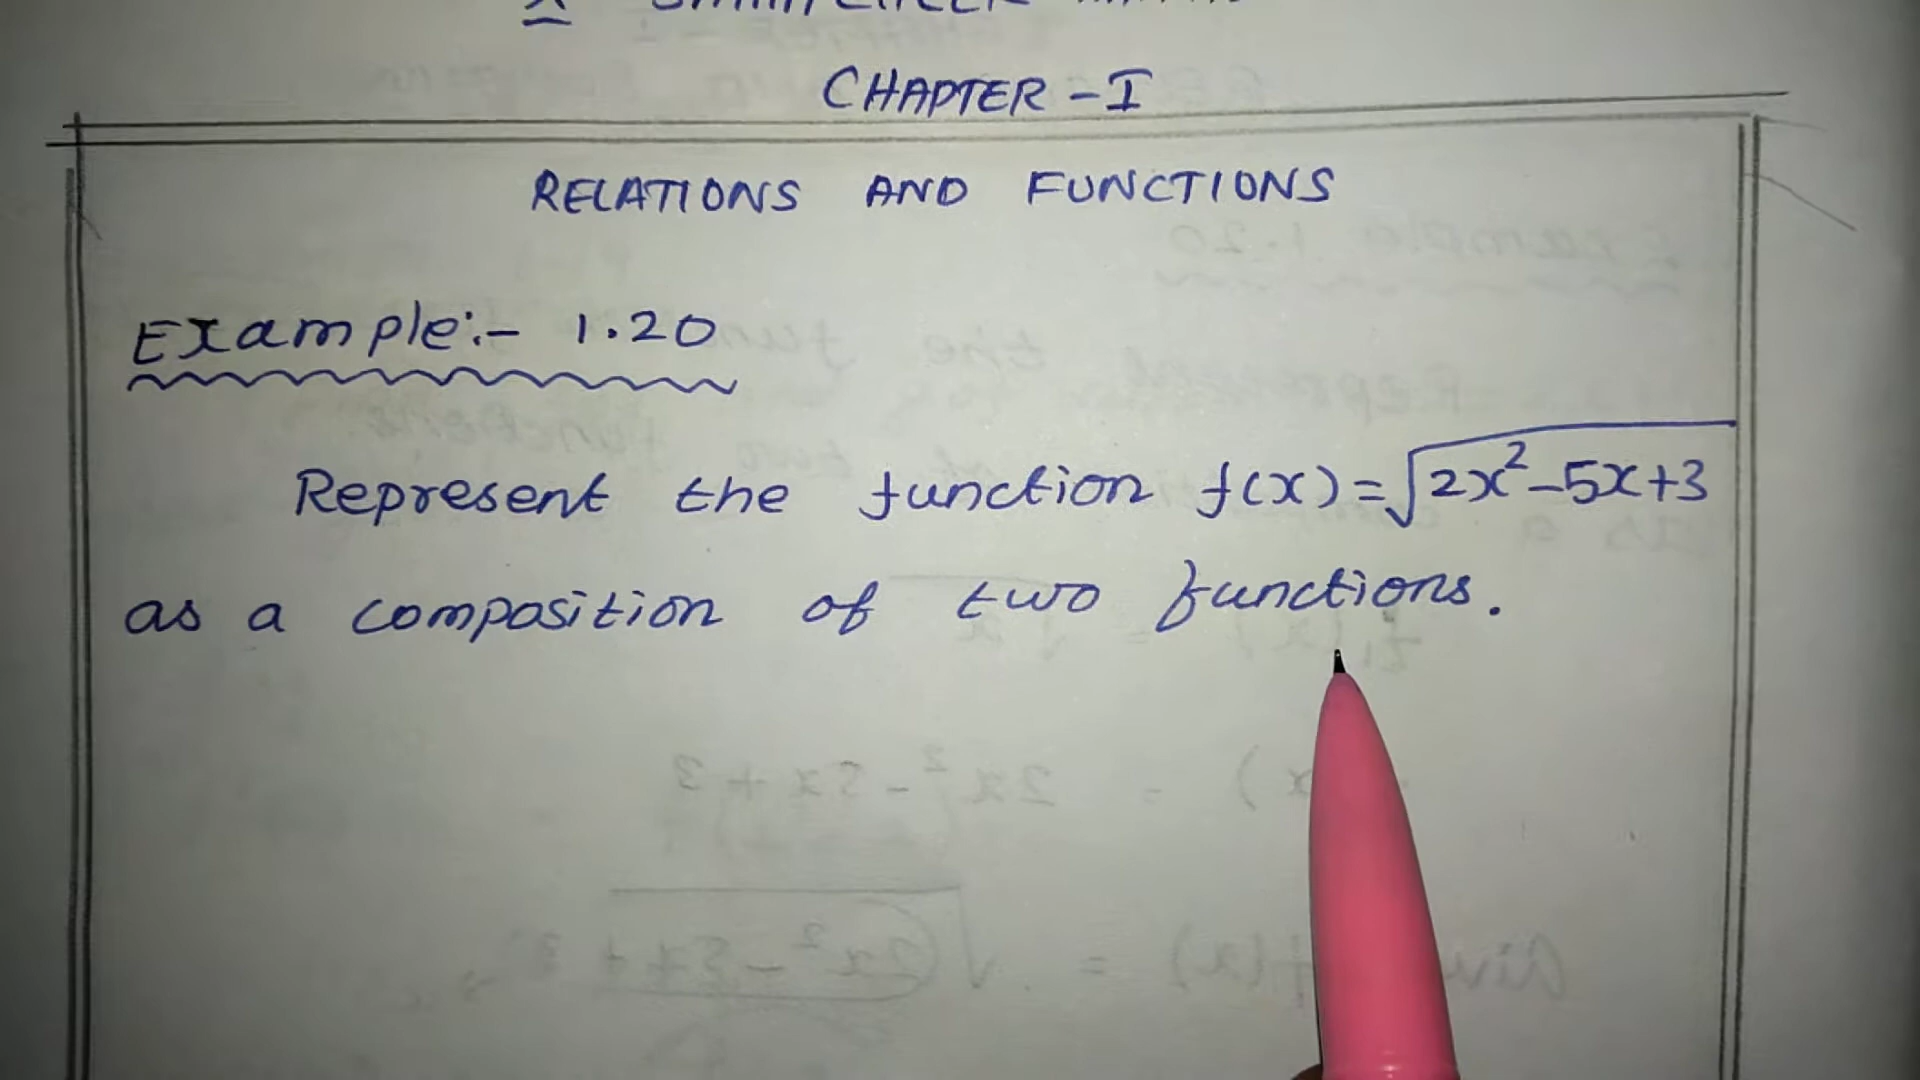 CHAPTER - I
RELATIONS AND FUNCTIONS
Example:- 1.20
Represent the function f(x)=√2x²-5x+3
as a composition of two functions.